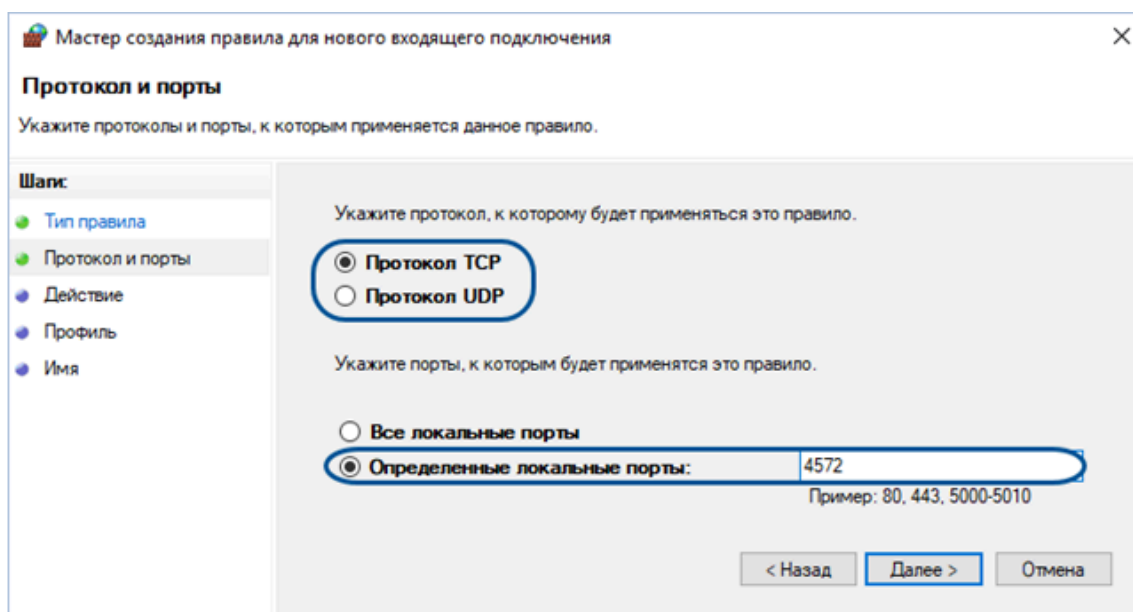 Мастер создания правила для нового входящего подключения
Протокол и порты
Укажите протоколы и порты, к которым применяется данное правило.
Шаги:
Тип правила
Протокол и порты
Действие
Профиль
Имя
Укажите протокол, к которому будет применяться это правило.
Протокол TCP
Протокол UDP
Укажите порты, к которым будет применятся это правило.
Все локальные порты
Определенные локальные порты: 4572
Пример: 80, 443, 5000-5010
< Назад Далее > Отмена